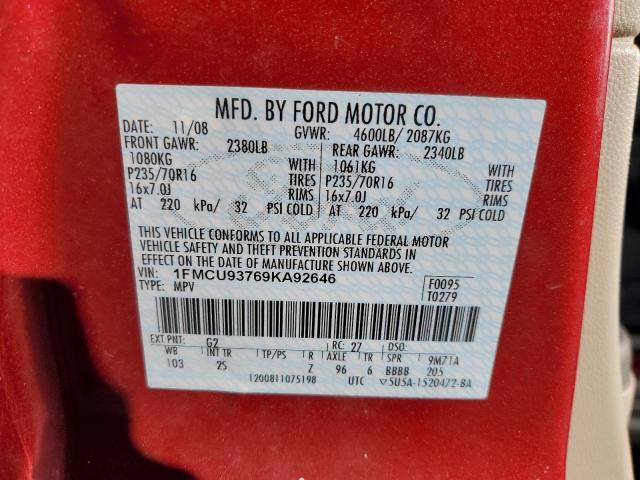 MFD. BY FORD MOTOR CO.
DATE: 11/08 GVWR: 4600LB/ 2087KG
FRONT GAWR: 2380LB REAR GAWR: 2340LB
1080KG WITH 1061KG WITH
P235/70R16 TIRES P235/70R16 TIRES
16x7.0J RIMS 16x7.0J RIMS
AT 220 kPa/ 32 PSI COLD AT 220 kPa/ 32 PSI COLD
THIS VEHICLE CONFORMS TO ALL APPLICABLE FEDERAL MOTOR
VEHICLE SAFETY AND THEFT PREVENTION STANDARDS IN
EFFECT ON THE DATE OF MANUFACTURE SHOWN ABOVE.
VIN: 1FMCU93769KA92646 F0095
TYPE: MPV T0279
EXT PNT: G2 RC: 27 DSO:
WB INT TR TP/PS R AXLE TR SPR 9M71A
103 2S Z 96 6 BBBB 205
1200811075198 UTC ▽5U5A-1520472-BA